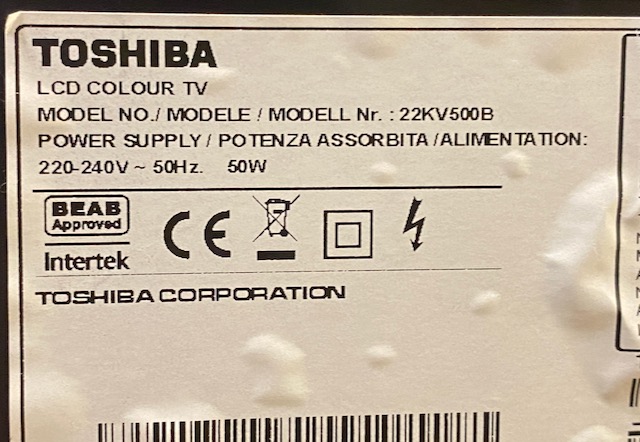 TOSHIBA
LCD COLOUR TV
MODEL NO./ MODELE / MODELL Nr. : 22KV500B
POWER SUPPLY / POTENZA ASSORBITA /ALIMENTATION:
220-240V ~ 50Hz. 50W
BEAB
Approved
CE
Intertek
TOSHIBA CORPORATION